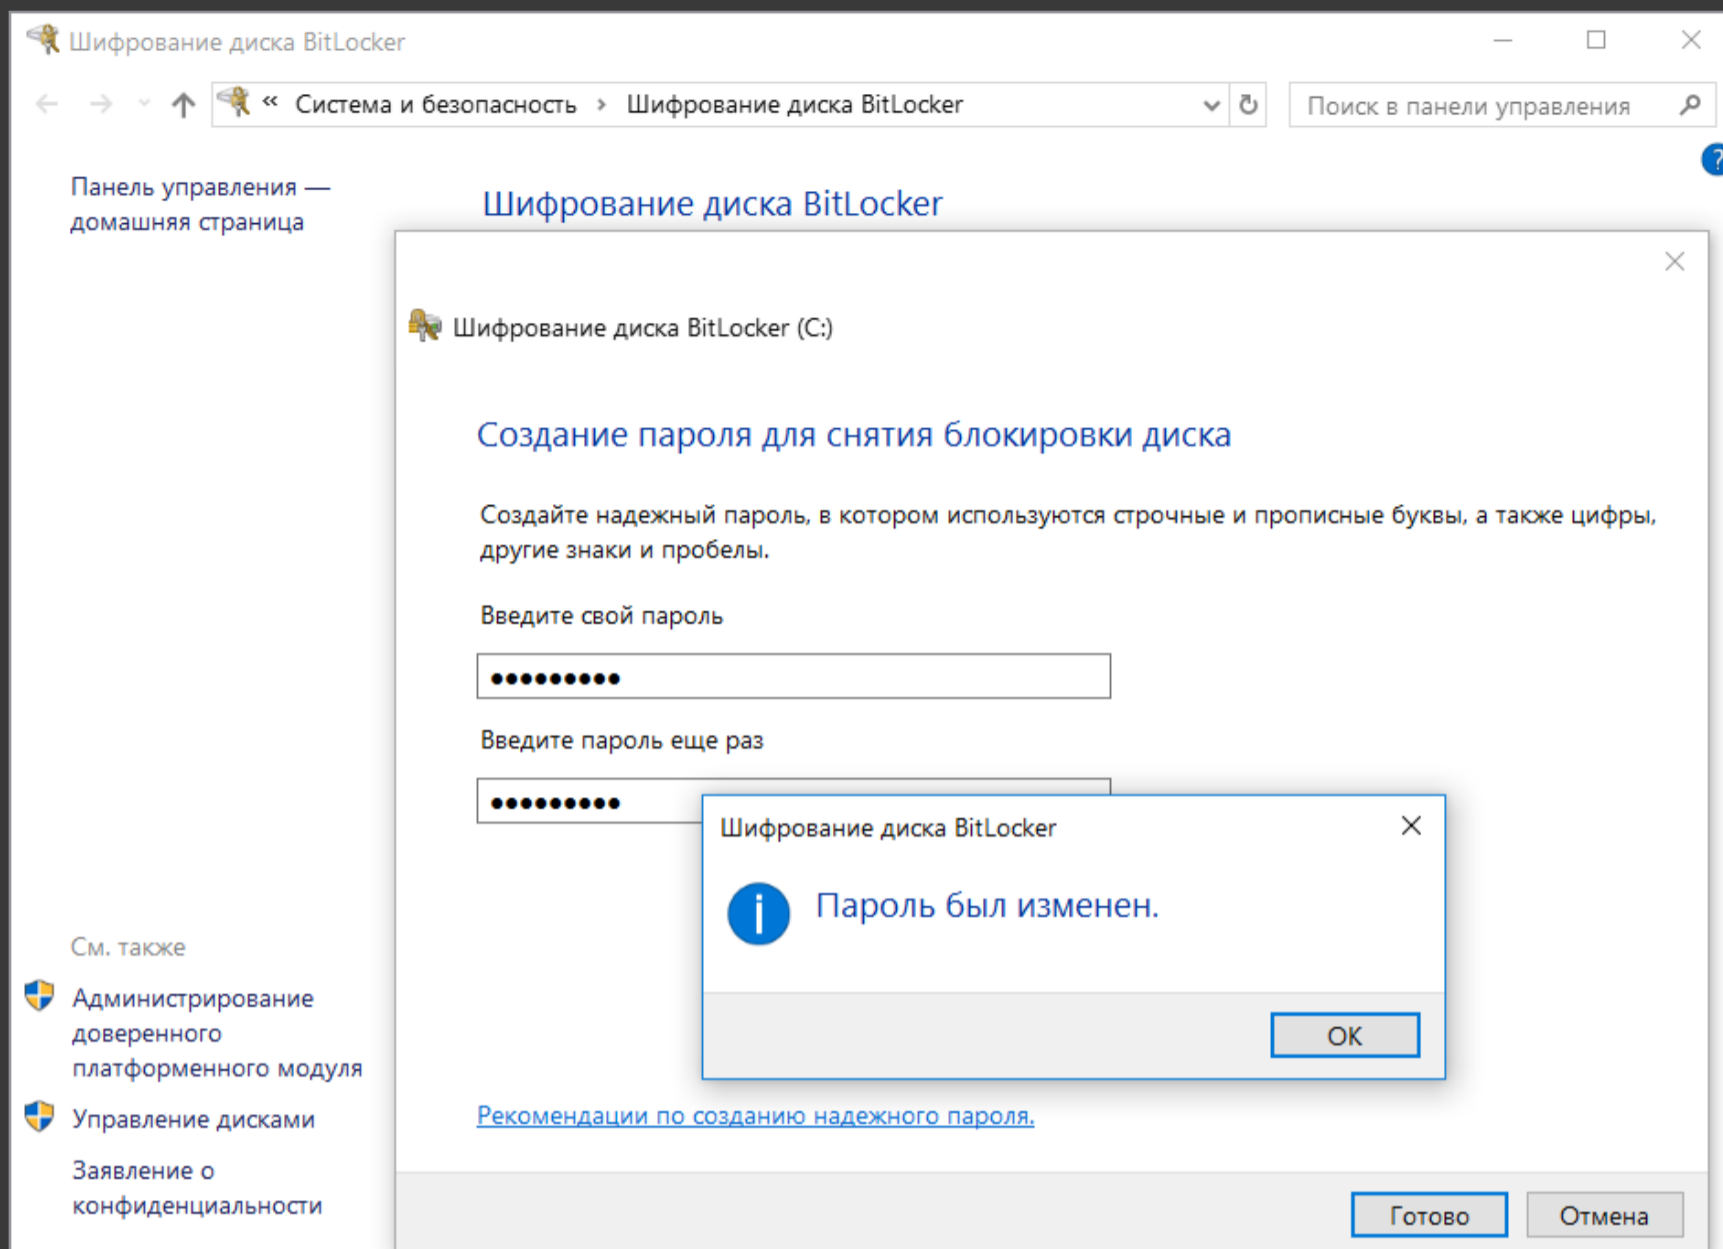 Шифрование диска BitLocker
« Система и безопасность › Шифрование диска BitLocker
Поиск в панели управления
?
Панель управления —
домашняя страница
Шифрование диска BitLocker
Шифрование диска BitLocker (C:)
Создание пароля для снятия блокировки диска
Создайте надежный пароль, в котором используются строчные и прописные буквы, а также цифры,
другие знаки и пробелы.
Введите свой пароль
●●●●●●●●●
Введите пароль еще раз
●●●●●●●●●
Шифрование диска BitLocker
Пароль был изменен.
ОК
См. также
Администрирование
доверенного
платформенного модуля
Управление дисками
Заявление о
конфиденциальности
Рекомендации по созданию надежного пароля.
Готово
Отмена